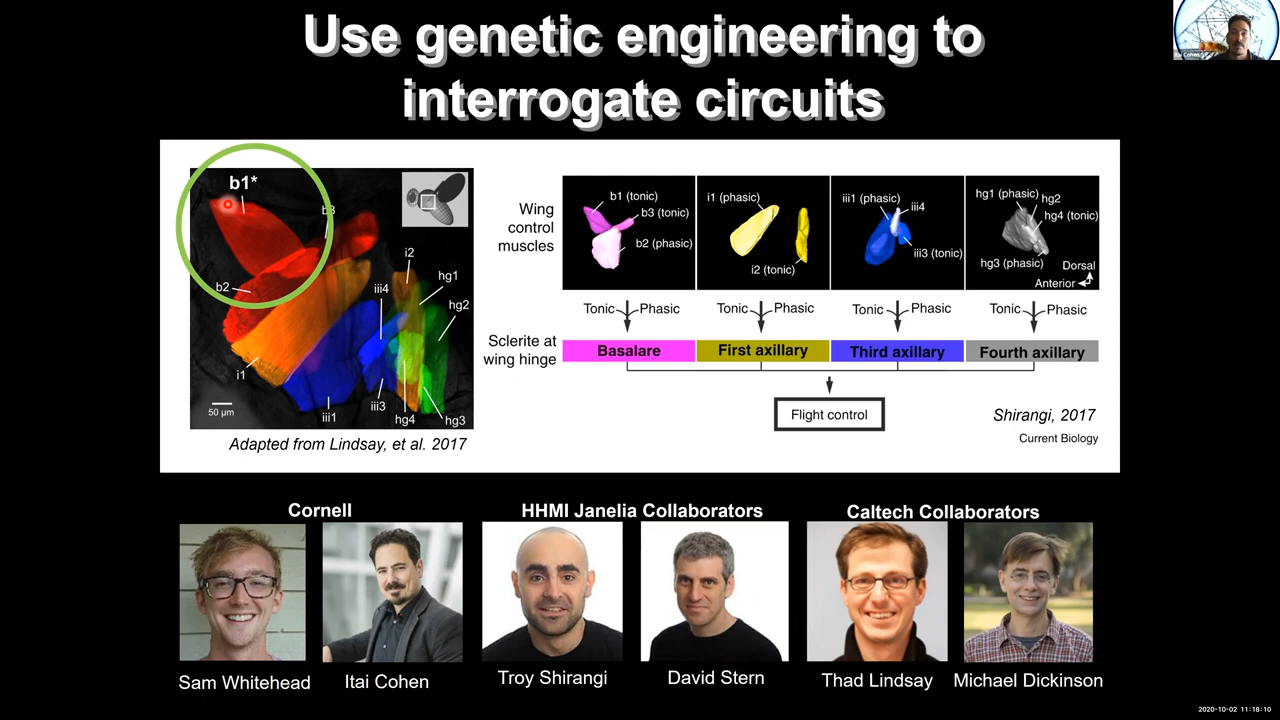 Use genetic engineering to
interrogate circuits
Itai Cohen
b1*
b3
b2
i2
iii4
hg1
hg2
i1
iii1
iii3
hg4
hg3
50 µm
Adapted from Lindsay, et al. 2017
Wing
control
muscles
b1 (tonic)
b3 (tonic)
b2 (phasic)
i1 (phasic)
i2 (tonic)
iii1 (phasic)
iii4
iii3 (tonic)
hg1 (phasic)
hg2
hg4 (tonic)
hg3 (phasic)
Dorsal
Anterior
Tonic Phasic Tonic Phasic Tonic Phasic Tonic Phasic
Sclerite at
wing hinge
Basalare First axillary Third axillary Fourth axillary
Flight control
Shirangi, 2017
Current Biology
Cornell HHMI Janelia Collaborators Caltech Collaborators
Sam Whitehead Itai Cohen Troy Shirangi David Stern Thad Lindsay Michael Dickinson
2020-10-02 11:18:10